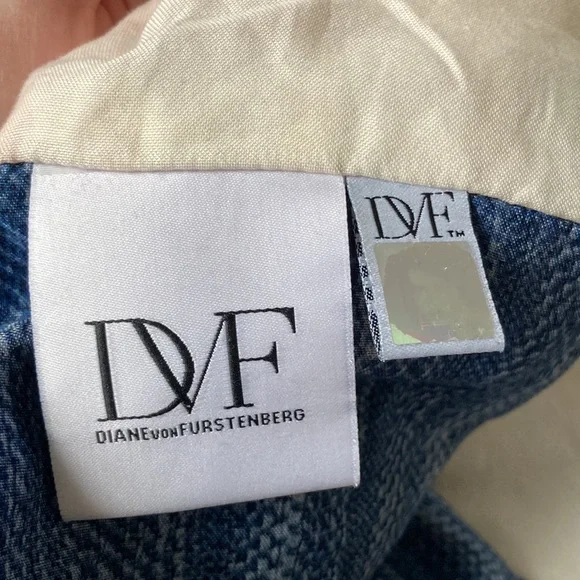 DVF
DIANE VON FURSTENBERG
DVF™